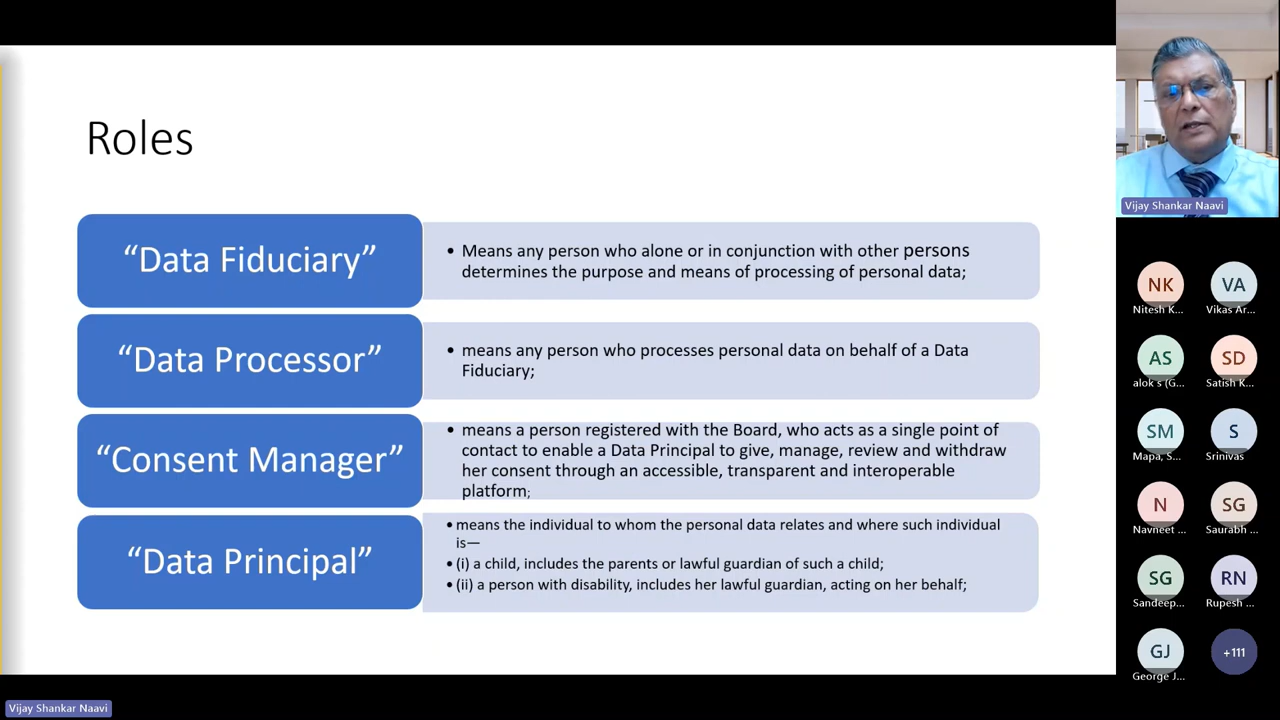 Roles
“Data Fiduciary”
• Means any person who alone or in conjunction with other persons
determines the purpose and means of processing of personal data;
“Data Processor”
• means any person who processes personal data on behalf of a Data
Fiduciary;
“Consent Manager”
• means a person registered with the Board, who acts as a single point of
contact to enable a Data Principal to give, manage, review and withdraw
her consent through an accessible, transparent and interoperable
platform;
“Data Principal”
• means the individual to whom the personal data relates and where such individual
is—
• (i) a child, includes the parents or lawful guardian of such a child;
• (ii) a person with disability, includes her lawful guardian, acting on her behalf;
Vijay Shankar Naavi
NK
Nitesh K...
VA
Vikas Ar...
AS
alok s (G...
SD
Satish K...
SM
Mapa, S...
S
Srinivas
N
Navneet ...
SG
Saurabh ...
SG
Sandeep...
RN
Rupesh ...
GJ
George J...
+111
Vijay Shankar Naavi